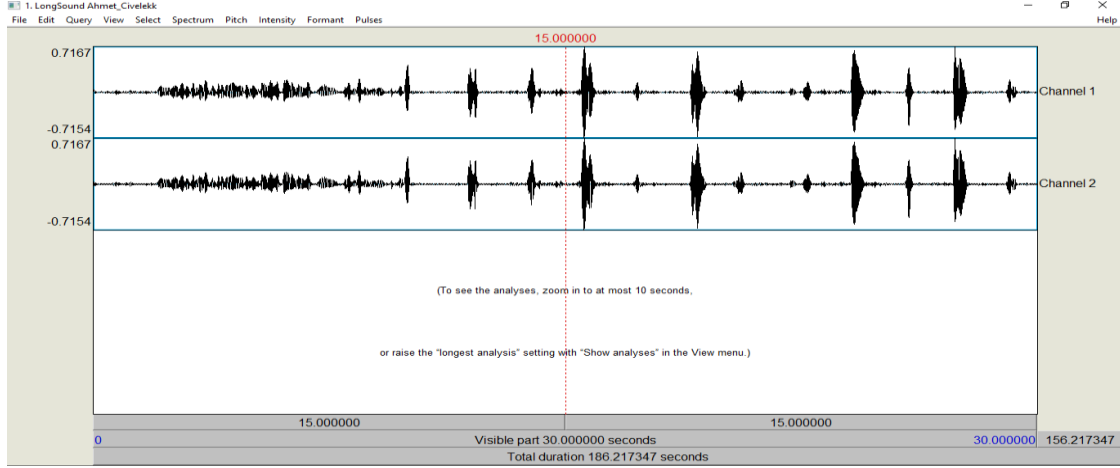 1. LongSound Ahmet_Civelekk
File Edit Query View Select Spectrum Pitch Intensity Formant Pulses Help
15.000000
0.7167
Channel 1
-0.7154
0.7167
Channel 2
-0.7154
(To see the analyses, zoom in to at most 10 seconds,
or raise the "longest analysis" setting with "Show analyses" in the View menu.)
15.000000 15.000000
0 Visible part 30.000000 seconds 30.000000 156.217347
Total duration 186.217347 seconds